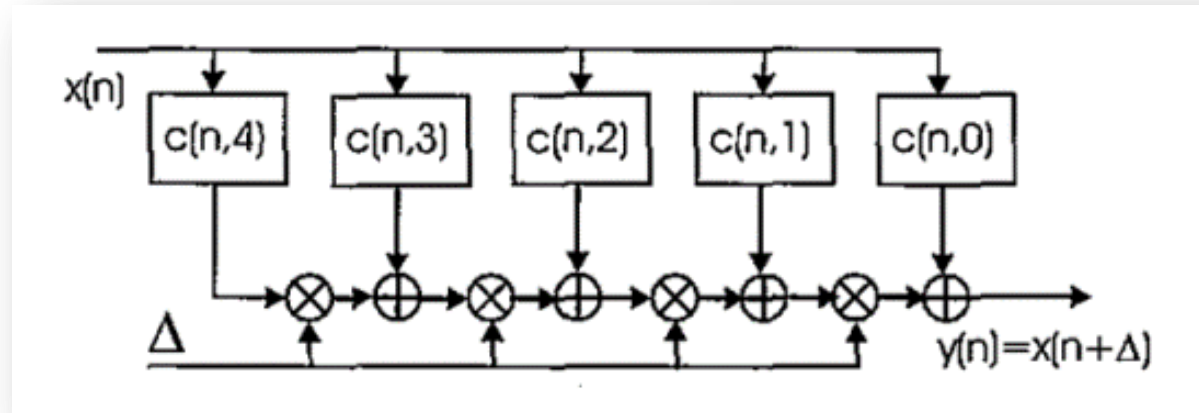 x(n)
c(n,4) c(n,3) c(n,2) c(n,1) c(n,0)
Δ
y(n)=x(n+Δ)